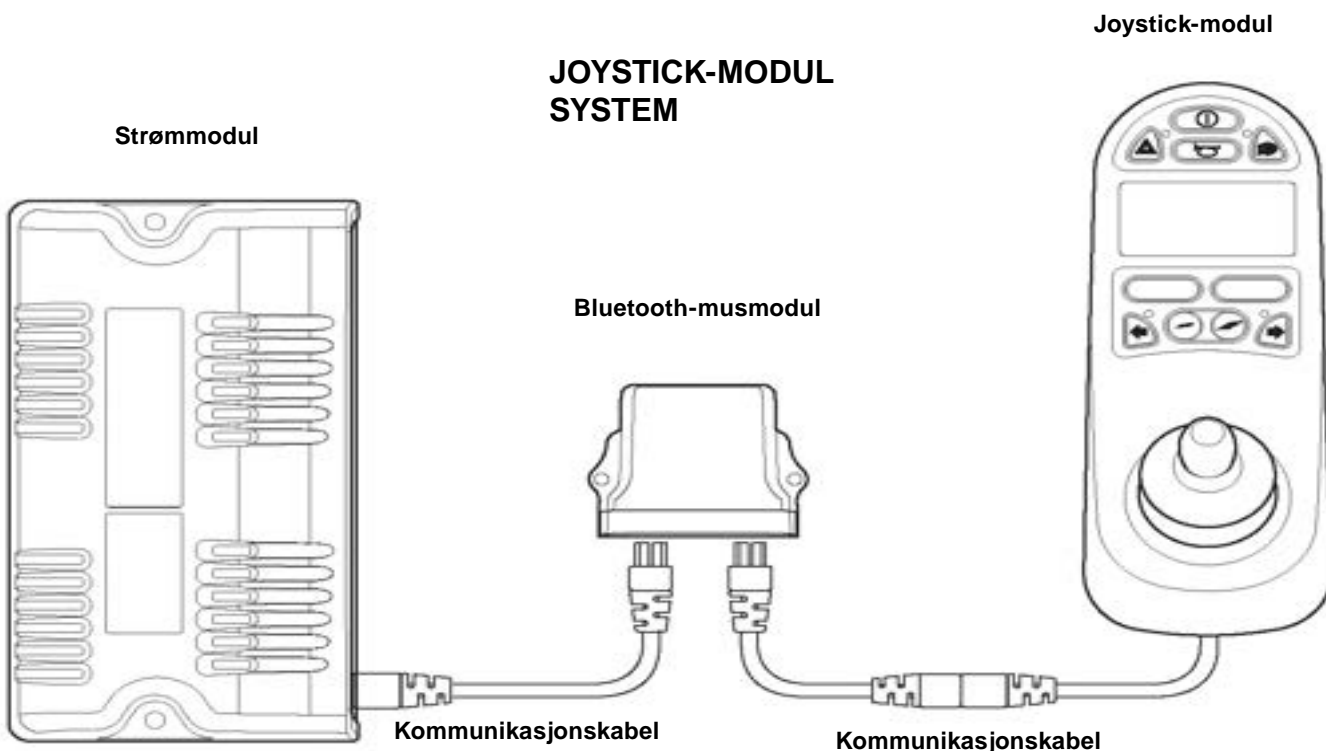 Joystick-modul
JOYSTICK-MODUL
SYSTEM
Strømmodul
Bluetooth-musmodul
Kommunikasjonskabel
Kommunikasjonskabel